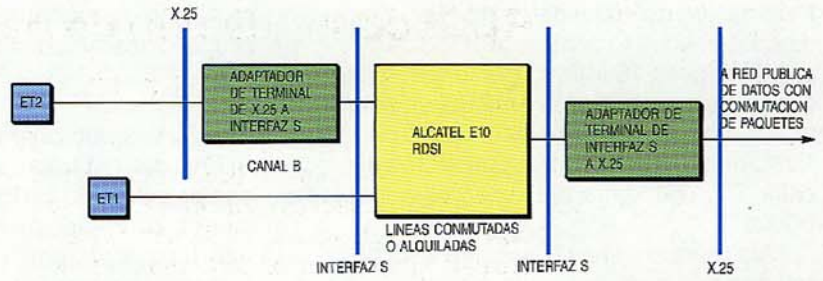 X.25
ET2
ADAPTADOR
DE TERMINAL
DE X.25 A
INTERFAZ S
CANAL B
ET1
ALCATEL E10
RDSI
LINEAS CONMUTADAS
O ALQUILADAS
ADAPTADOR DE
TERMINAL DE
INTERFAZ S
A X.25
A RED PUBLICA
DE DATOS CON
CONMUTACION
DE PAQUETES
INTERFAZ S
INTERFAZ S
X.25